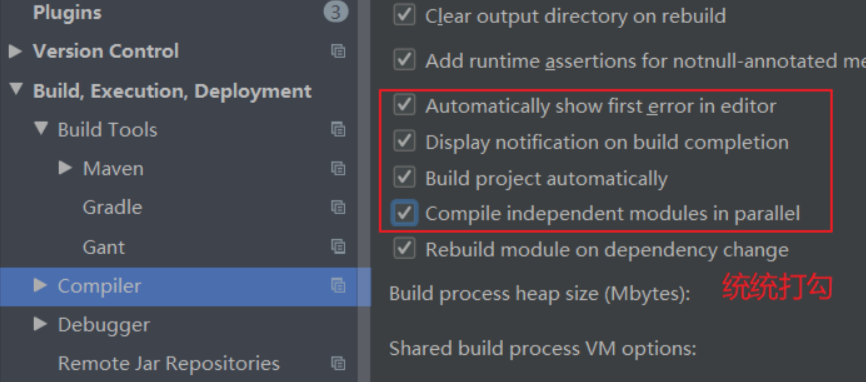 Plugins
3
Version Control
Build, Execution, Deployment
Build Tools
Maven
Gradle
Gant
Compiler
Debugger
Remote Jar Repositories
Clear output directory on rebuild
Add runtime assertions for notnull-annotated me
Automatically show first error in editor
Display notification on build completion
Build project automatically
Compile independent modules in parallel
Rebuild module on dependency change
Build process heap size (Mbytes):
统统打勾
Shared build process VM options: